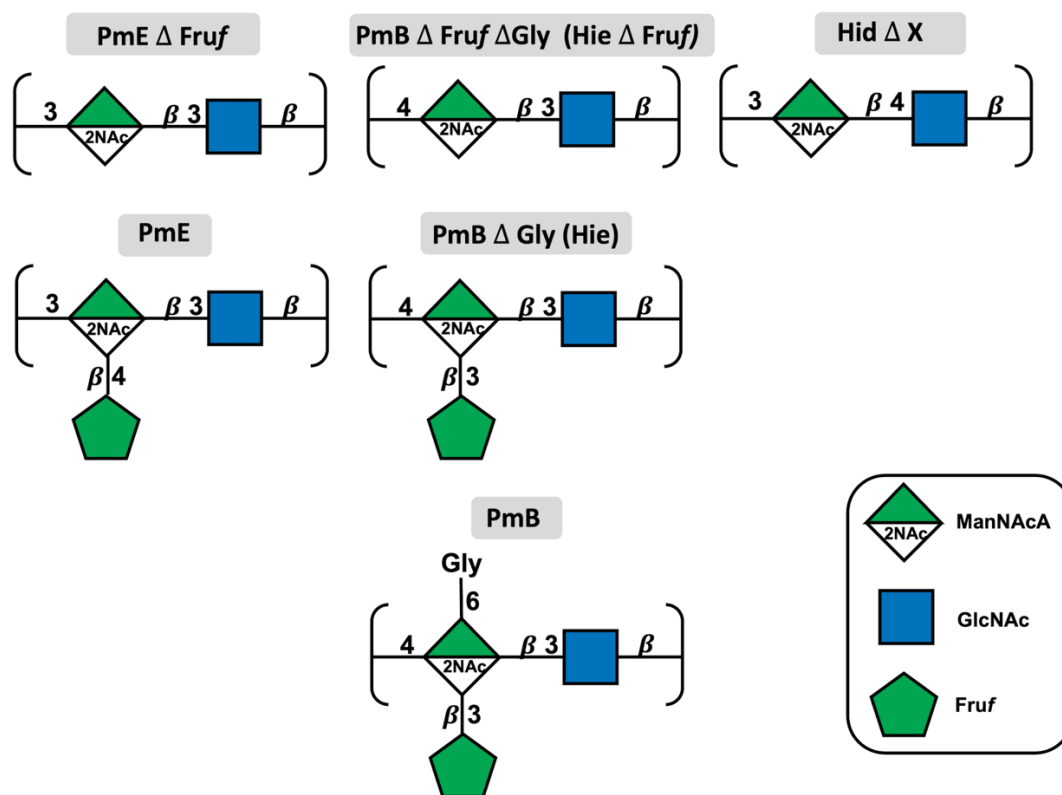 PmE Δ Fruf
PmB Δ Fruf ΔGly (Hie Δ Fruf)
Hid Δ X
3 2NAc β 3 β
4 2NAc β 3 β
3 2NAc β 4 β
PmE
PmB Δ Gly (Hie)
3 2NAc β 3 β
β 4
4 2NAc β 3 β
β 3
PmB
Gly
6
4 2NAc β 3 β
β 3
2NAc ManNAcA
GlcNAc
Fruf